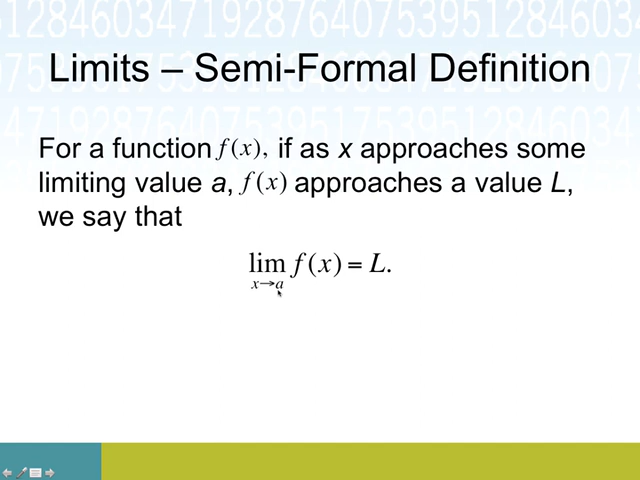 Limits – Semi-Formal Definition
For a function f(x), if as x approaches some
limiting value a, f(x) approaches a value L,
we say that
lim f(x) = L.
x→a